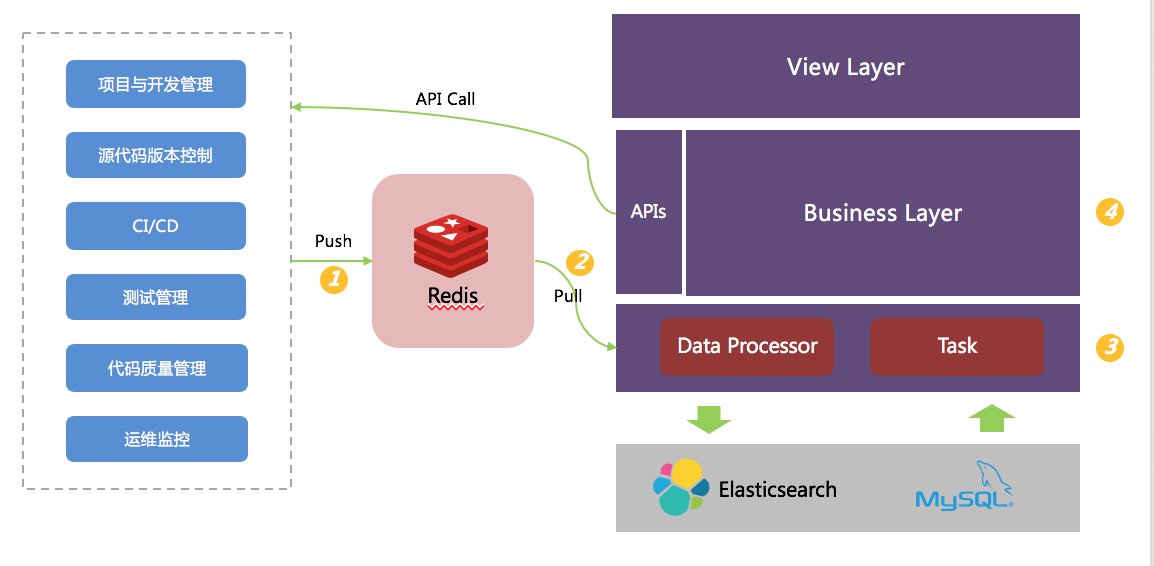 项目与开发管理
源代码版本控制
CI/CD
测试管理
代码质量管理
运维监控
API Call
Push
1
Redis
2
Pull
View Layer
APIs
Business Layer
4
Data Processor
Task
3
Elasticsearch
MySQL